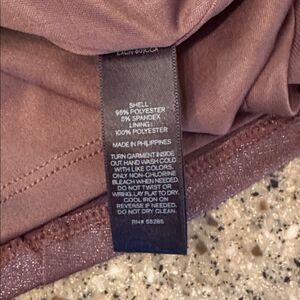 SHELL:
95% POLYESTER
5% SPANDEX
LINING:
100% POLYESTER
MADE IN PHILIPPINES
TURN GARMENT INSIDE
OUT HAND WASH COLD
WITH LIKE COLORS.
ONLY NON-CHLORINE
BLEACH WHEN NEEDED.
DO NOT TWIST OR
WRING. LAY FLAT TO DRY.
COOL IRON ON
REVERSE IF NEEDED.
DO NOT DRY CLEAN.
RN# 55285